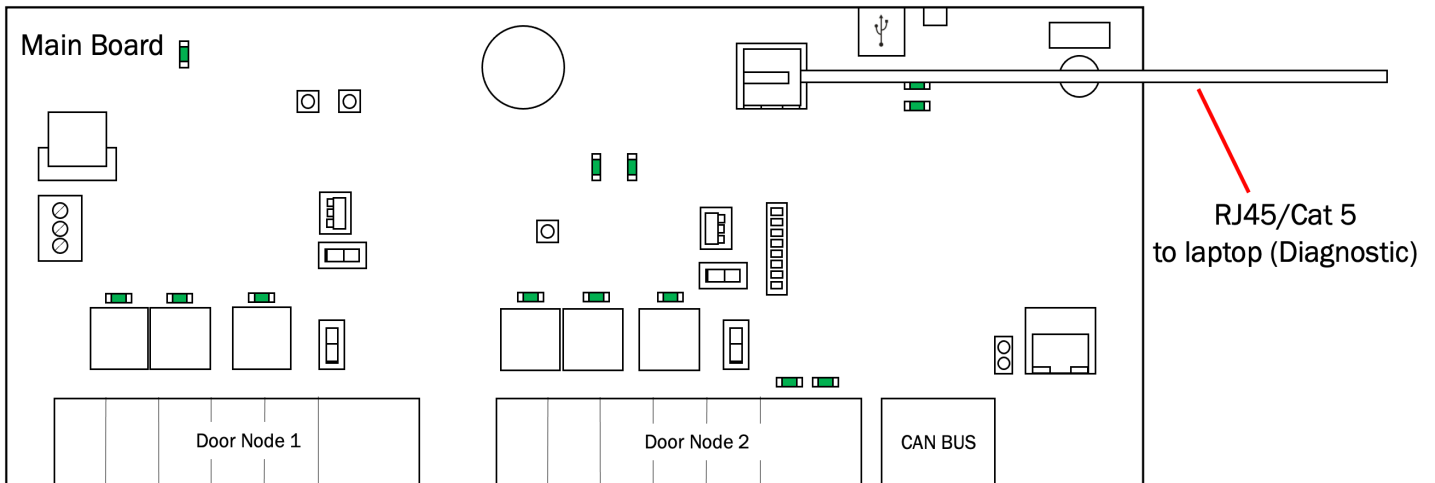 Main Board
RJ45/Cat 5
to laptop (Diagnostic)
Door Node 1
Door Node 2
CAN BUS